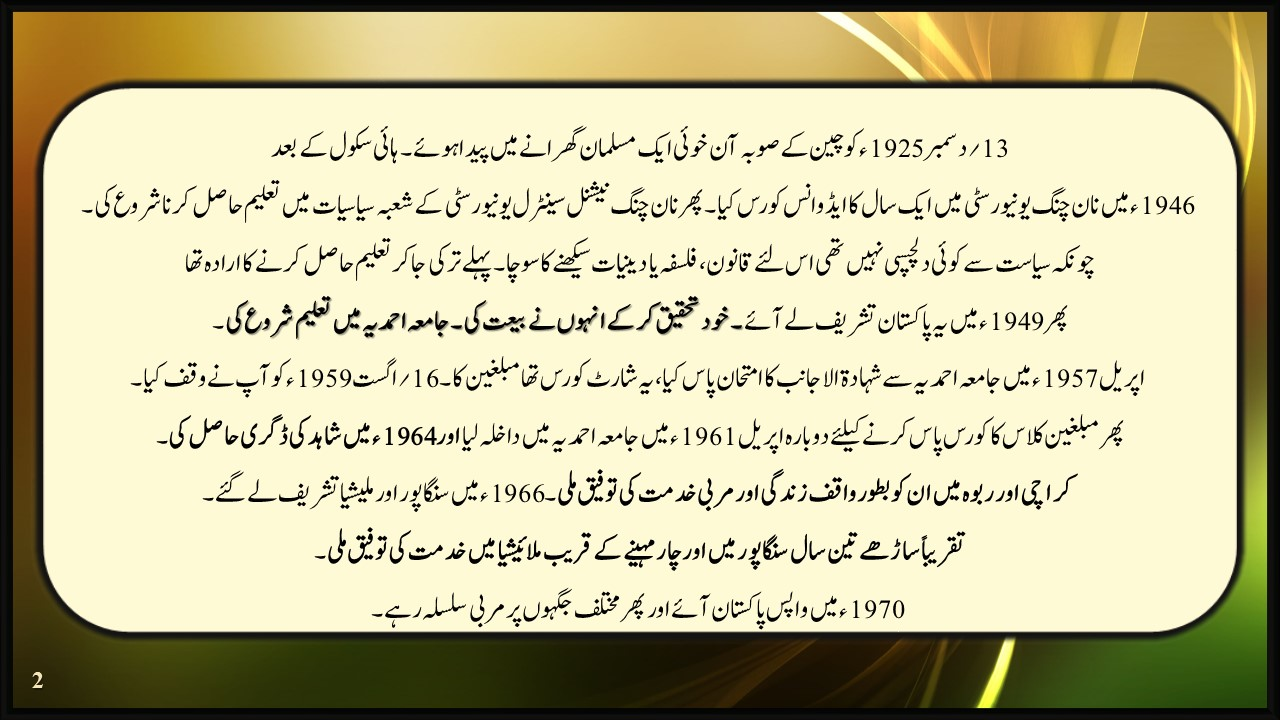 13؍دسمبر1925ء کو چین کے صوبہ آن خوئی ایک مسلمان گھرانے میں پیدا ہوئے۔ ہائی سکول کے بعد
1946ء میں نان چنگ یونیورسٹی میں ایک سال کا ایڈوانس کورس کیا۔ پھر نان چنگ نیشنل سینٹرل یونیورسٹی کے شعبہ سیاسیات میں تعلیم حاصل کرنا شروع کی۔
چونکہ سیاست سے کوئی دلچسپی نہیں تھی اس لئے قانون، فلسفہ یا دینیات سیکھنے کا سوچا۔ پہلے ترکی جا کر تعلیم حاصل کرنے کا ارادہ تھا
پھر 1949ء میں یہ پاکستان تشریف لے آئے۔ خود تحقیق کر کے انہوں نے بیعت کی۔ جامعہ احمدیہ میں تعلیم شروع کی۔
اپریل 1957ء میں جامعہ احمدیہ سے شہادۃ الاجانب کا امتحان پاس کیا، یہ شارٹ کورس تھا مبلغین کا۔ 16؍اگست 1959ء کو آپ نے وقف کیا۔
پھر مبلغین کلاس کا کورس پاس کرنے کیلئے دوبارہ اپریل 1961ء میں جامعہ احمدیہ میں داخلہ لیا اور 1964ء میں شاہد کی ڈگری حاصل کی۔
کراچی اور ربوہ میں ان کو بطور واقف زندگی اور مربی خدمت کی توفیق ملی۔ 1966ء میں سنگاپور اور ملیشیا تشریف لے گئے۔
تقریباً ساڑھے تین سال سنگاپور میں اور چار مہینے کے قریب ملائیشیا میں خدمت کی توفیق ملی۔
1970ء میں واپس پاکستان آئے اور پھر مختلف جگہوں پر مربی سلسلہ رہے۔
2